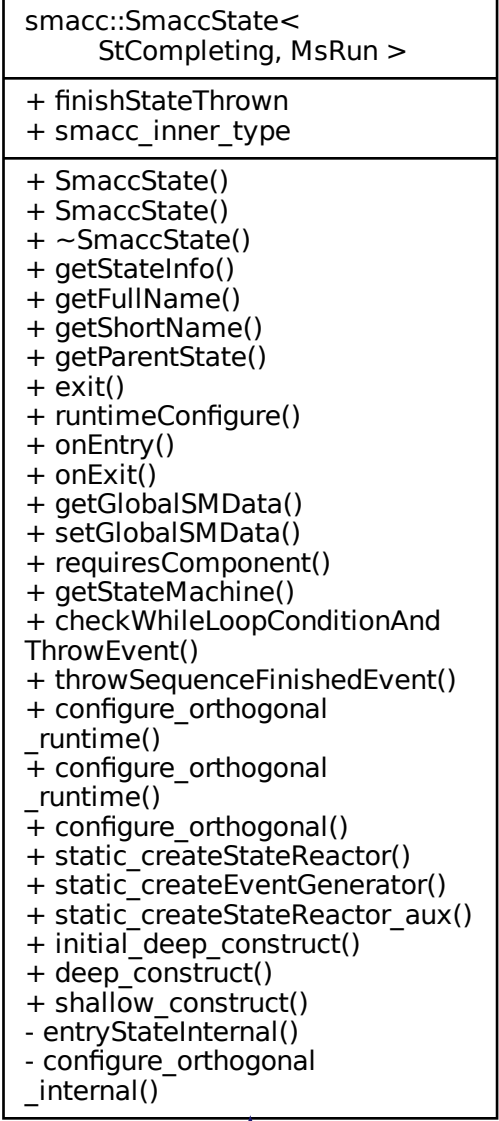 smacc::SmaccState<
StCompleting, MsRun >
+ finishStateThrown
+ smacc_inner_type
+ SmaccState()
+ SmaccState()
+ ~SmaccState()
+ getStateInfo()
+ getFullName()
+ getShortName()
+ getParentState()
+ exit()
+ runtimeConfigure()
+ onEntry()
+ onExit()
+ getGlobalSMData()
+ setGlobalSMData()
+ requiresComponent()
+ getStateMachine()
+ checkWhileLoopConditionAnd
ThrowEvent()
+ throwSequenceFinishedEvent()
+ configure_orthogonal
_runtime()
+ configure_orthogonal
_runtime()
+ configure_orthogonal()
+ static_createStateReactor()
+ static_createEventGenerator()
+ static_createStateReactor_aux()
+ initial_deep_construct()
+ deep_construct()
+ shallow_construct()
- entryStateInternal()
- configure_orthogonal
_internal()